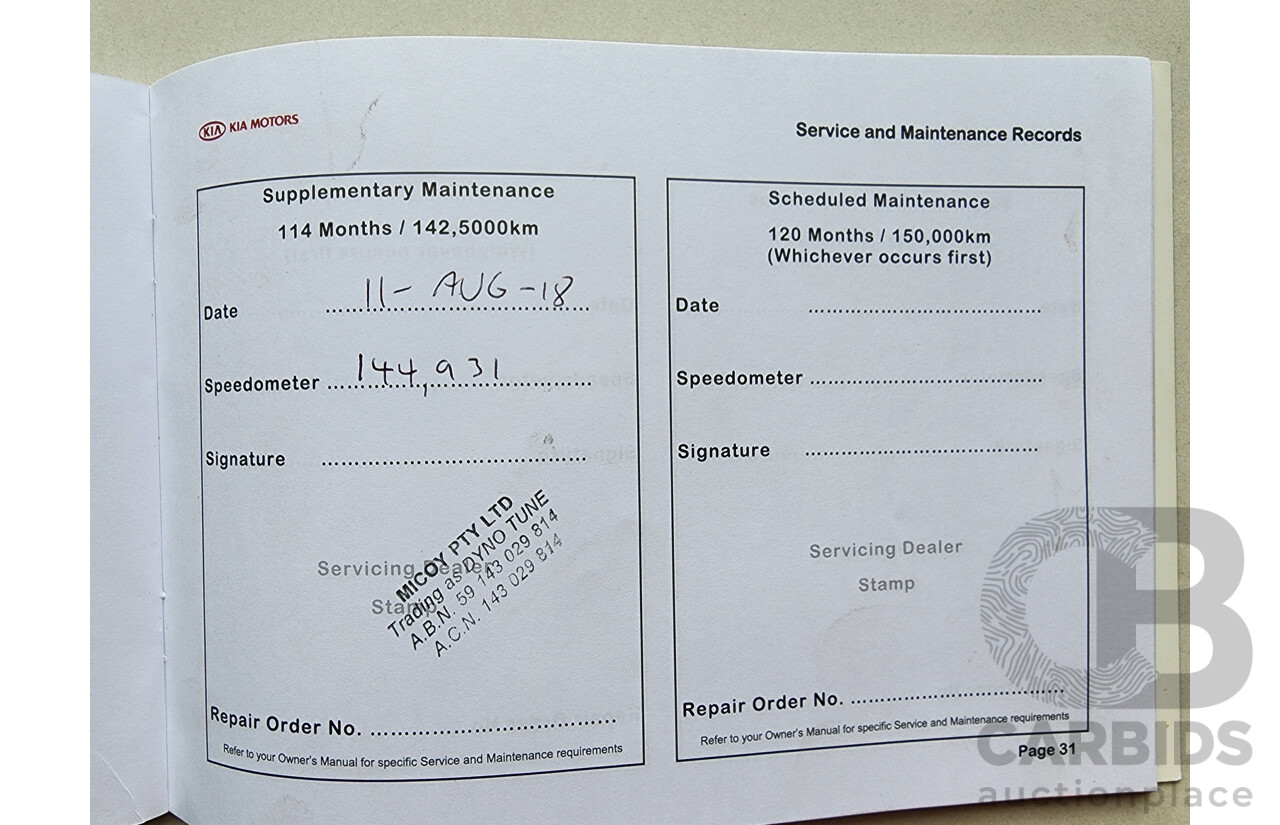 KIA KIA MOTORS
Service and Maintenance Records
Supplementary Maintenance
114 Months / 142,5000km
Date 11- AUG -18
Speedometer 144,931
Signature
Servicing Dealer
Stamp
MICOY PTY LTD
Trading as DYNO TUNE
A.B.N. 59 143 029 814
A.C.N. 143 029 814
Repair Order No.
Refer to your Owner's Manual for specific Service and Maintenance requirements
Scheduled Maintenance
120 Months / 150,000km
(Whichever occurs first)
Date
Speedometer
Signature
Servicing Dealer
Stamp
Repair Order No.
Refer to your Owner's Manual for specific Service and Maintenance requirements
Page 31
CB
CARBIDS
auctionplace